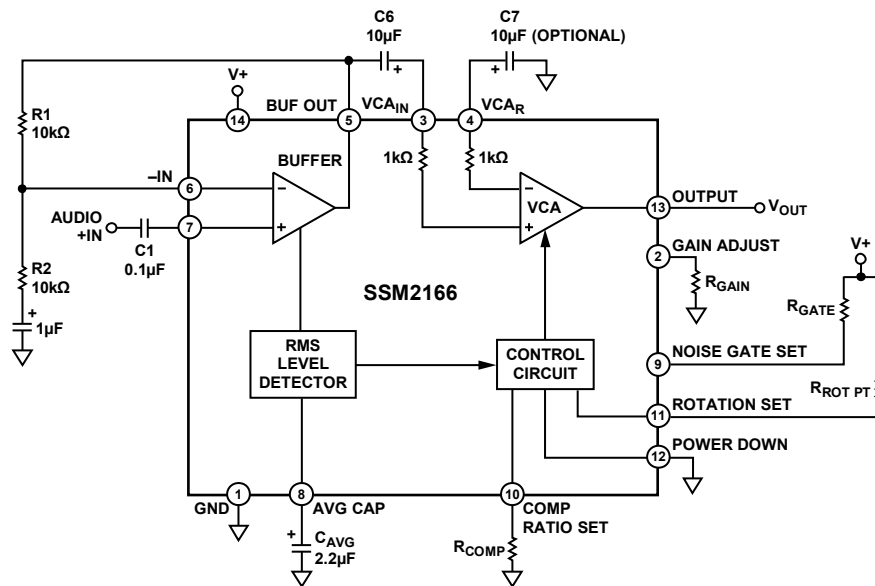 C6
10µF
C7
10µF (OPTIONAL)
+
+
V+
R1
10kΩ
14
BUF OUT
5
VCAIN
3
4
VCAR
BUFFER
1kΩ
1kΩ
–IN
6
–
–
VCA
OUTPUT
13
VOUT
AUDIO
+IN
7
+
+
C1
0.1µF
GAIN ADJUST
2
V+
RGAIN
R2
10kΩ
SSM2166
RGATE
+
1µF
RMS
LEVEL
DETECTOR
CONTROL
CIRCUIT
NOISE GATE SET
9
RROT PT
ROTATION SET
11
POWER DOWN
12
GND
1
8
AVG CAP
10
COMP
RATIO SET
+
CAVG
2.2µF
RCOMP